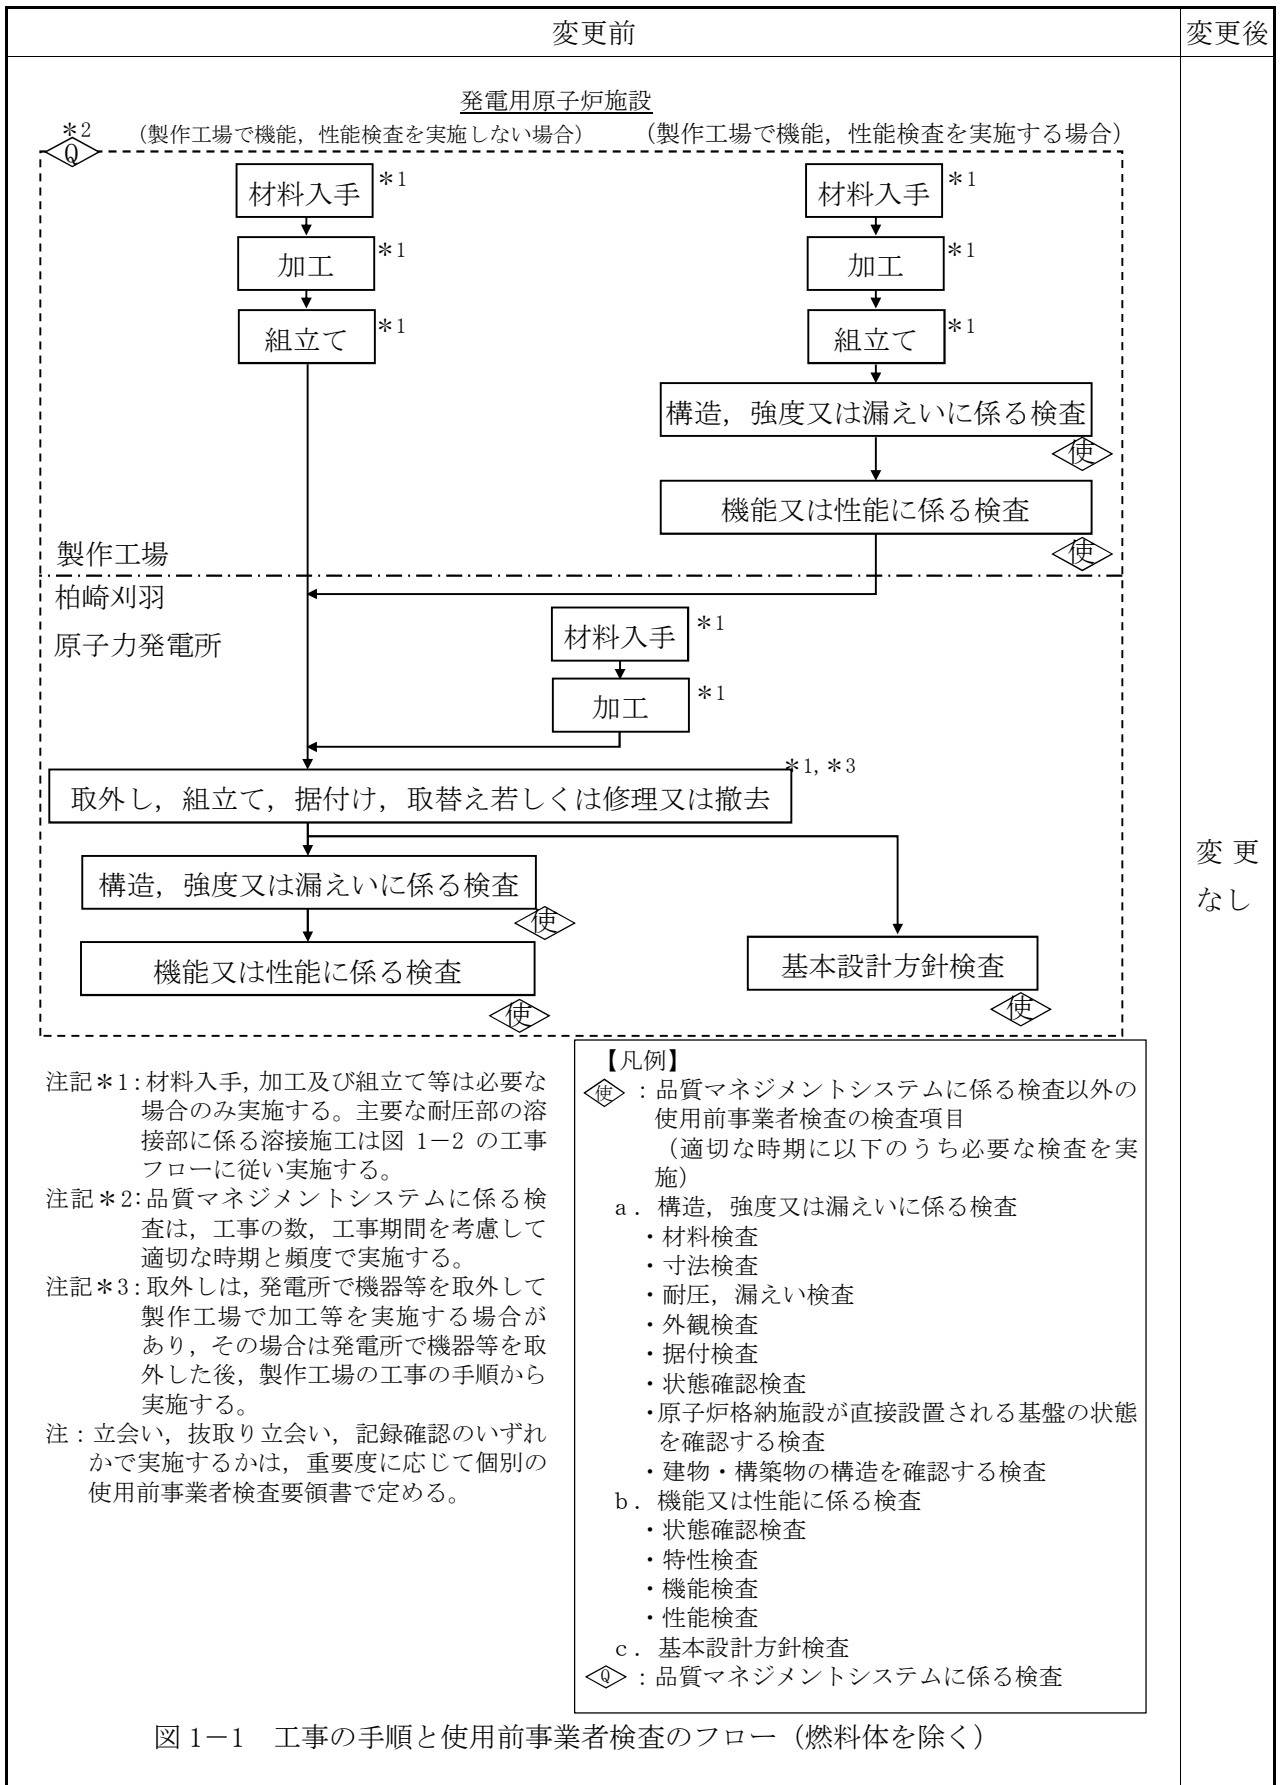 変更前
変更後
発電用原子炉施設
＊2
（製作工場で機能，性能検査を実施しない場合）
（製作工場で機能，性能検査を実施する場合）
Q
材料入手
＊1
材料入手
＊1
加工
＊1
加工
＊1
組立て
＊1
組立て
＊1
構造，強度又は漏えいに係る検査
使
機能又は性能に係る検査
使
製作工場
柏崎刈羽
原子力発電所
材料入手
＊1
加工
＊1
＊1，＊3
取外し，組立て，据付け，取替え若しくは修理又は撤去
構造，強度又は漏えいに係る検査
使
機能又は性能に係る検査
使
基本設計方針検査
使
変更
なし
注記＊1：材料入手，加工及び組立て等は必要な
場合のみ実施する。主要な耐圧部の溶
接部に係る溶接施工は図 1－2 の工事
フローに従い実施する。
注記＊2：品質マネジメントシステムに係る検
査は，工事の数，工事期間を考慮して
適切な時期と頻度で実施する。
注記＊3：取外しは，発電所で機器等を取外して
製作工場で加工等を実施する場合が
あり，その場合は発電所で機器等を取
外した後，製作工場の工事の手順から
実施する。
注：立会い，抜取り立会い，記録確認のいずれ
かで実施するかは，重要度に応じて個別の
使用前事業者検査要領書で定める。
【凡例】
使：品質マネジメントシステムに係る検査以外の
使用前事業者検査の検査項目
（適切な時期に以下のうち必要な検査を実
施）
a．構造，強度又は漏えいに係る検査
・材料検査
・寸法検査
・耐圧，漏えい検査
・外観検査
・据付検査
・状態確認検査
・原子炉格納施設が直接設置される基盤の状態
を確認する検査
・建物・構築物の構造を確認する検査
b．機能又は性能に係る検査
・状態確認検査
・特性検査
・機能検査
・性能検査
c．基本設計方針検査
Q：品質マネジメントシステムに係る検査
図 1－1　工事の手順と使用前事業者検査のフロー（燃料体を除く）